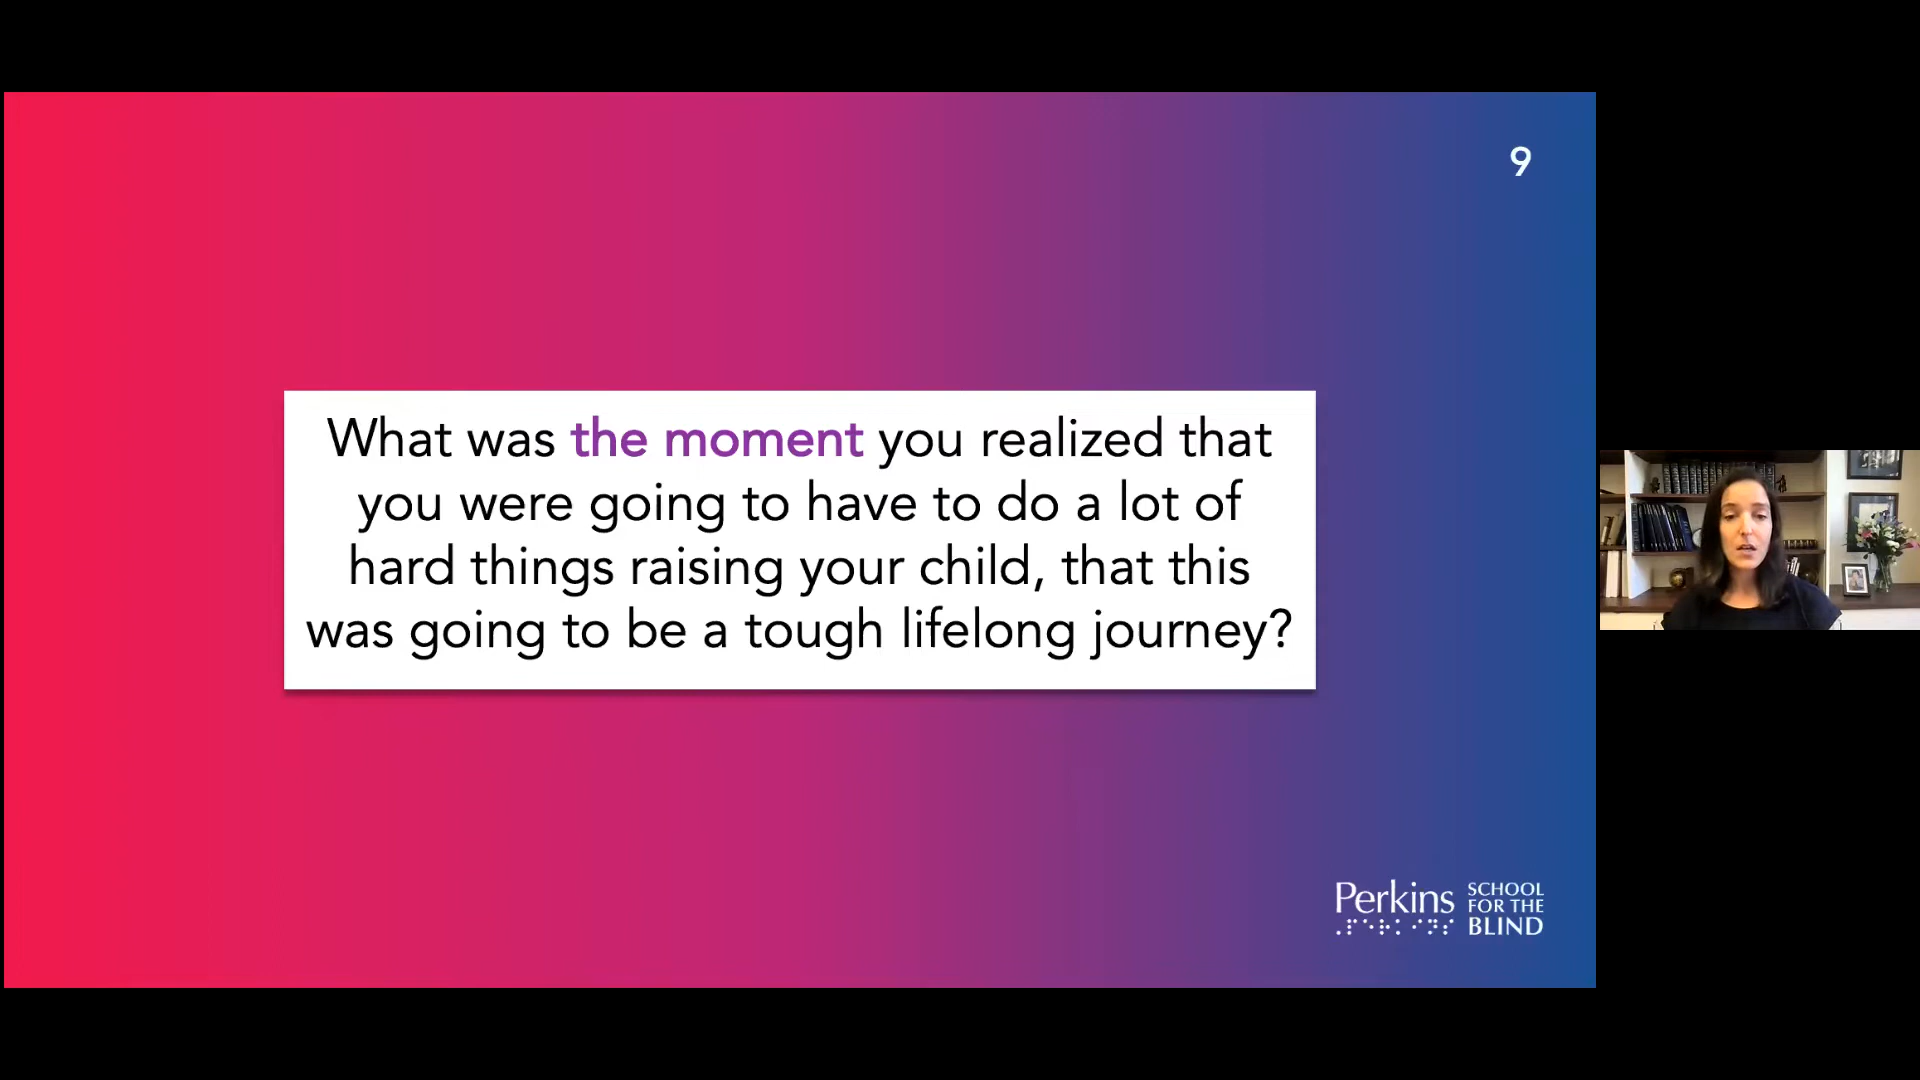 9
What was the moment you realized that
you were going to have to do a lot of
hard things raising your child, that this
was going to be a tough lifelong journey?
Perkins
⠠⠏⠑⠗⠅⠊⠝⠎
SCHOOL
FOR THE
BLIND